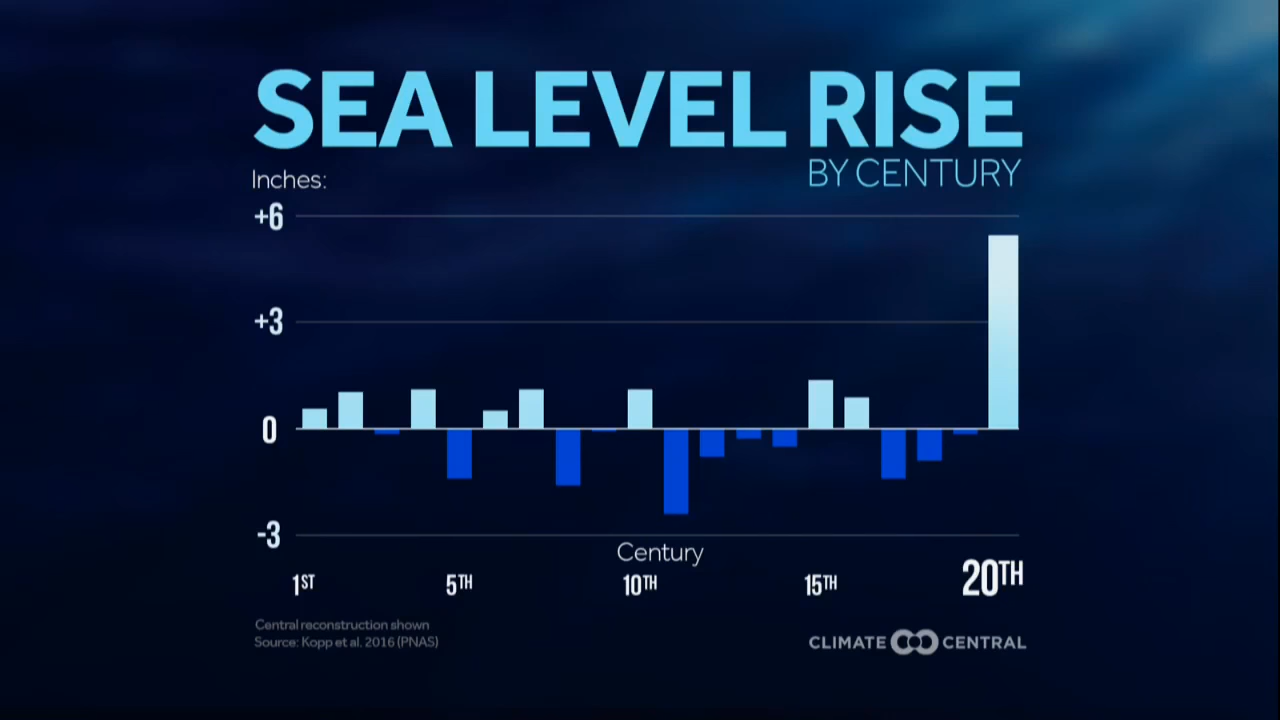 SEA LEVEL RISE
BY CENTURY
Inches:
+6
+3
0
-3
Century
1ST 5TH 10TH 15TH 20TH
Central reconstruction shown
Source: Kopp et al. 2016 (PNAS)
CLIMATE CENTRAL